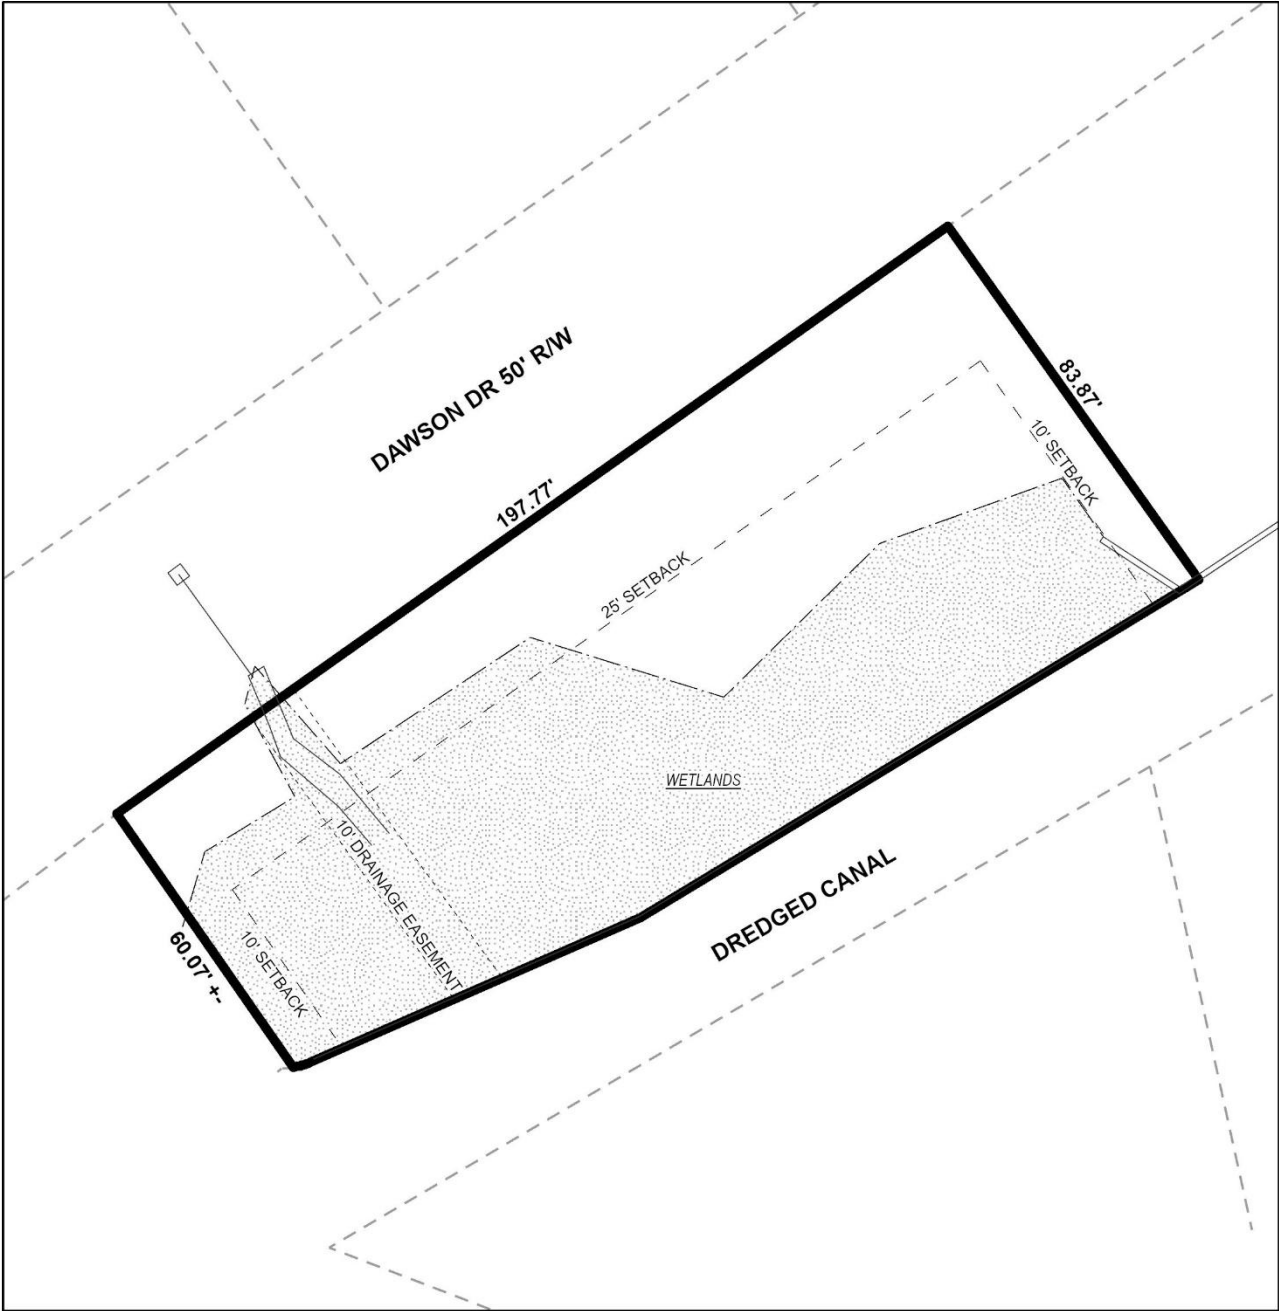 DAWSON DR 50' R/W
83.87'
10' SETBACK
197.77'
25' SETBACK
WETLANDS
10' DRAINAGE EASEMENT
DREDGED CANAL
60.07' +-
10' SETBACK